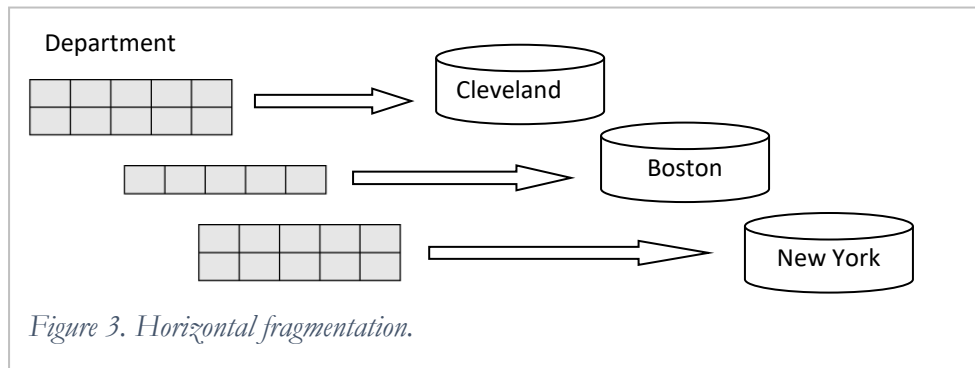 Department
Cleveland
Boston
New York
Figure 3. Horizontal fragmentation.